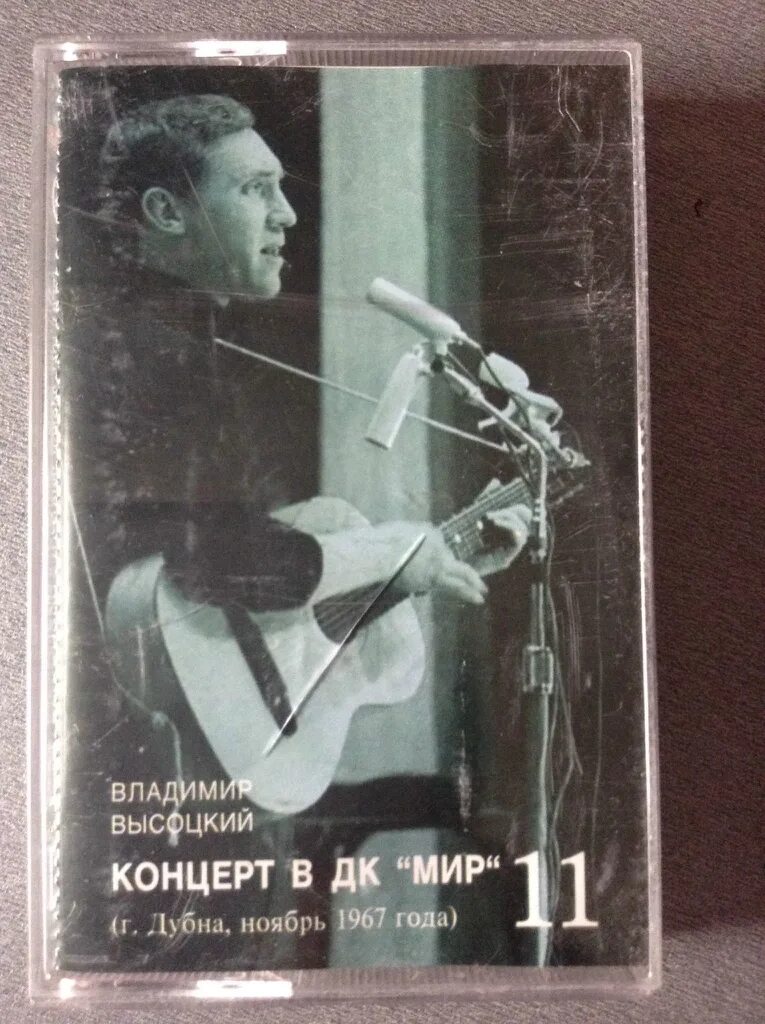 ВЛАДИМИР
ВЫСОЦКИЙ
КОНЦЕРТ В ДК “МИР“ 11
(г. Дубна, ноябрь 1967 года)